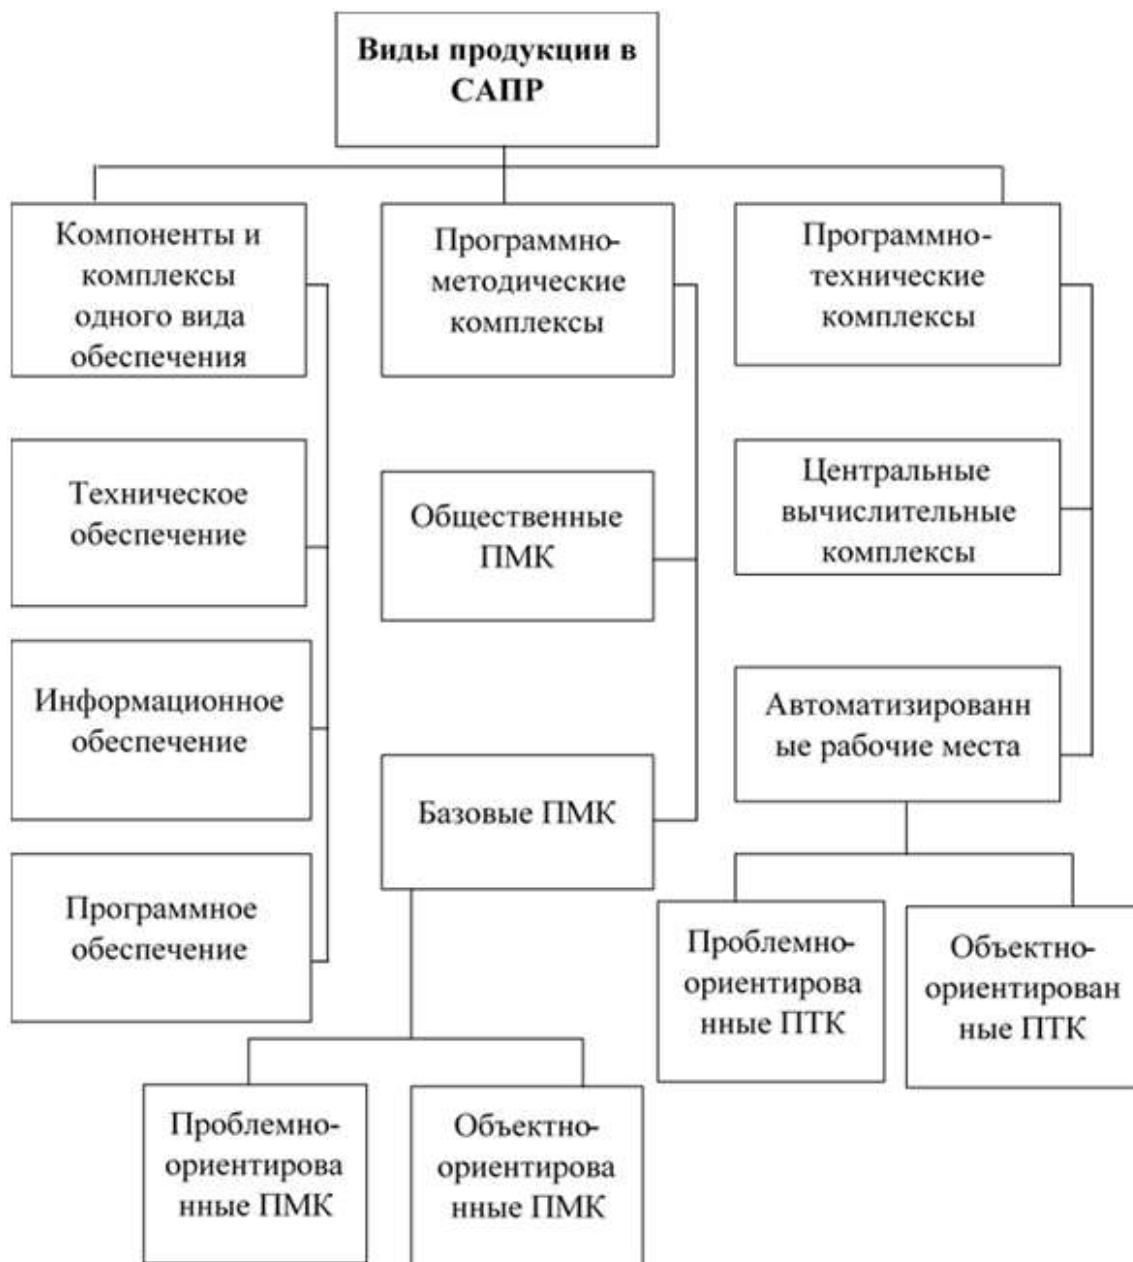 Виды продукции в
САПР
Компоненты и
комплексы
одного вида
обеспечения
Программно-
методические
комплексы
Программно-
технические
комплексы
Техническое
обеспечение
Общественные
ПМК
Центральные
вычислительные
комплексы
Информационное
обеспечение
Базовые ПМК
Автоматизированн
ые рабочие места
Программное
обеспечение
Проблемно-
ориентирова
нные ПТК
Объектно-
ориентирован
ные ПТК
Проблемно-
ориентирова
нные ПМК
Объектно-
ориентирова
нные ПМК